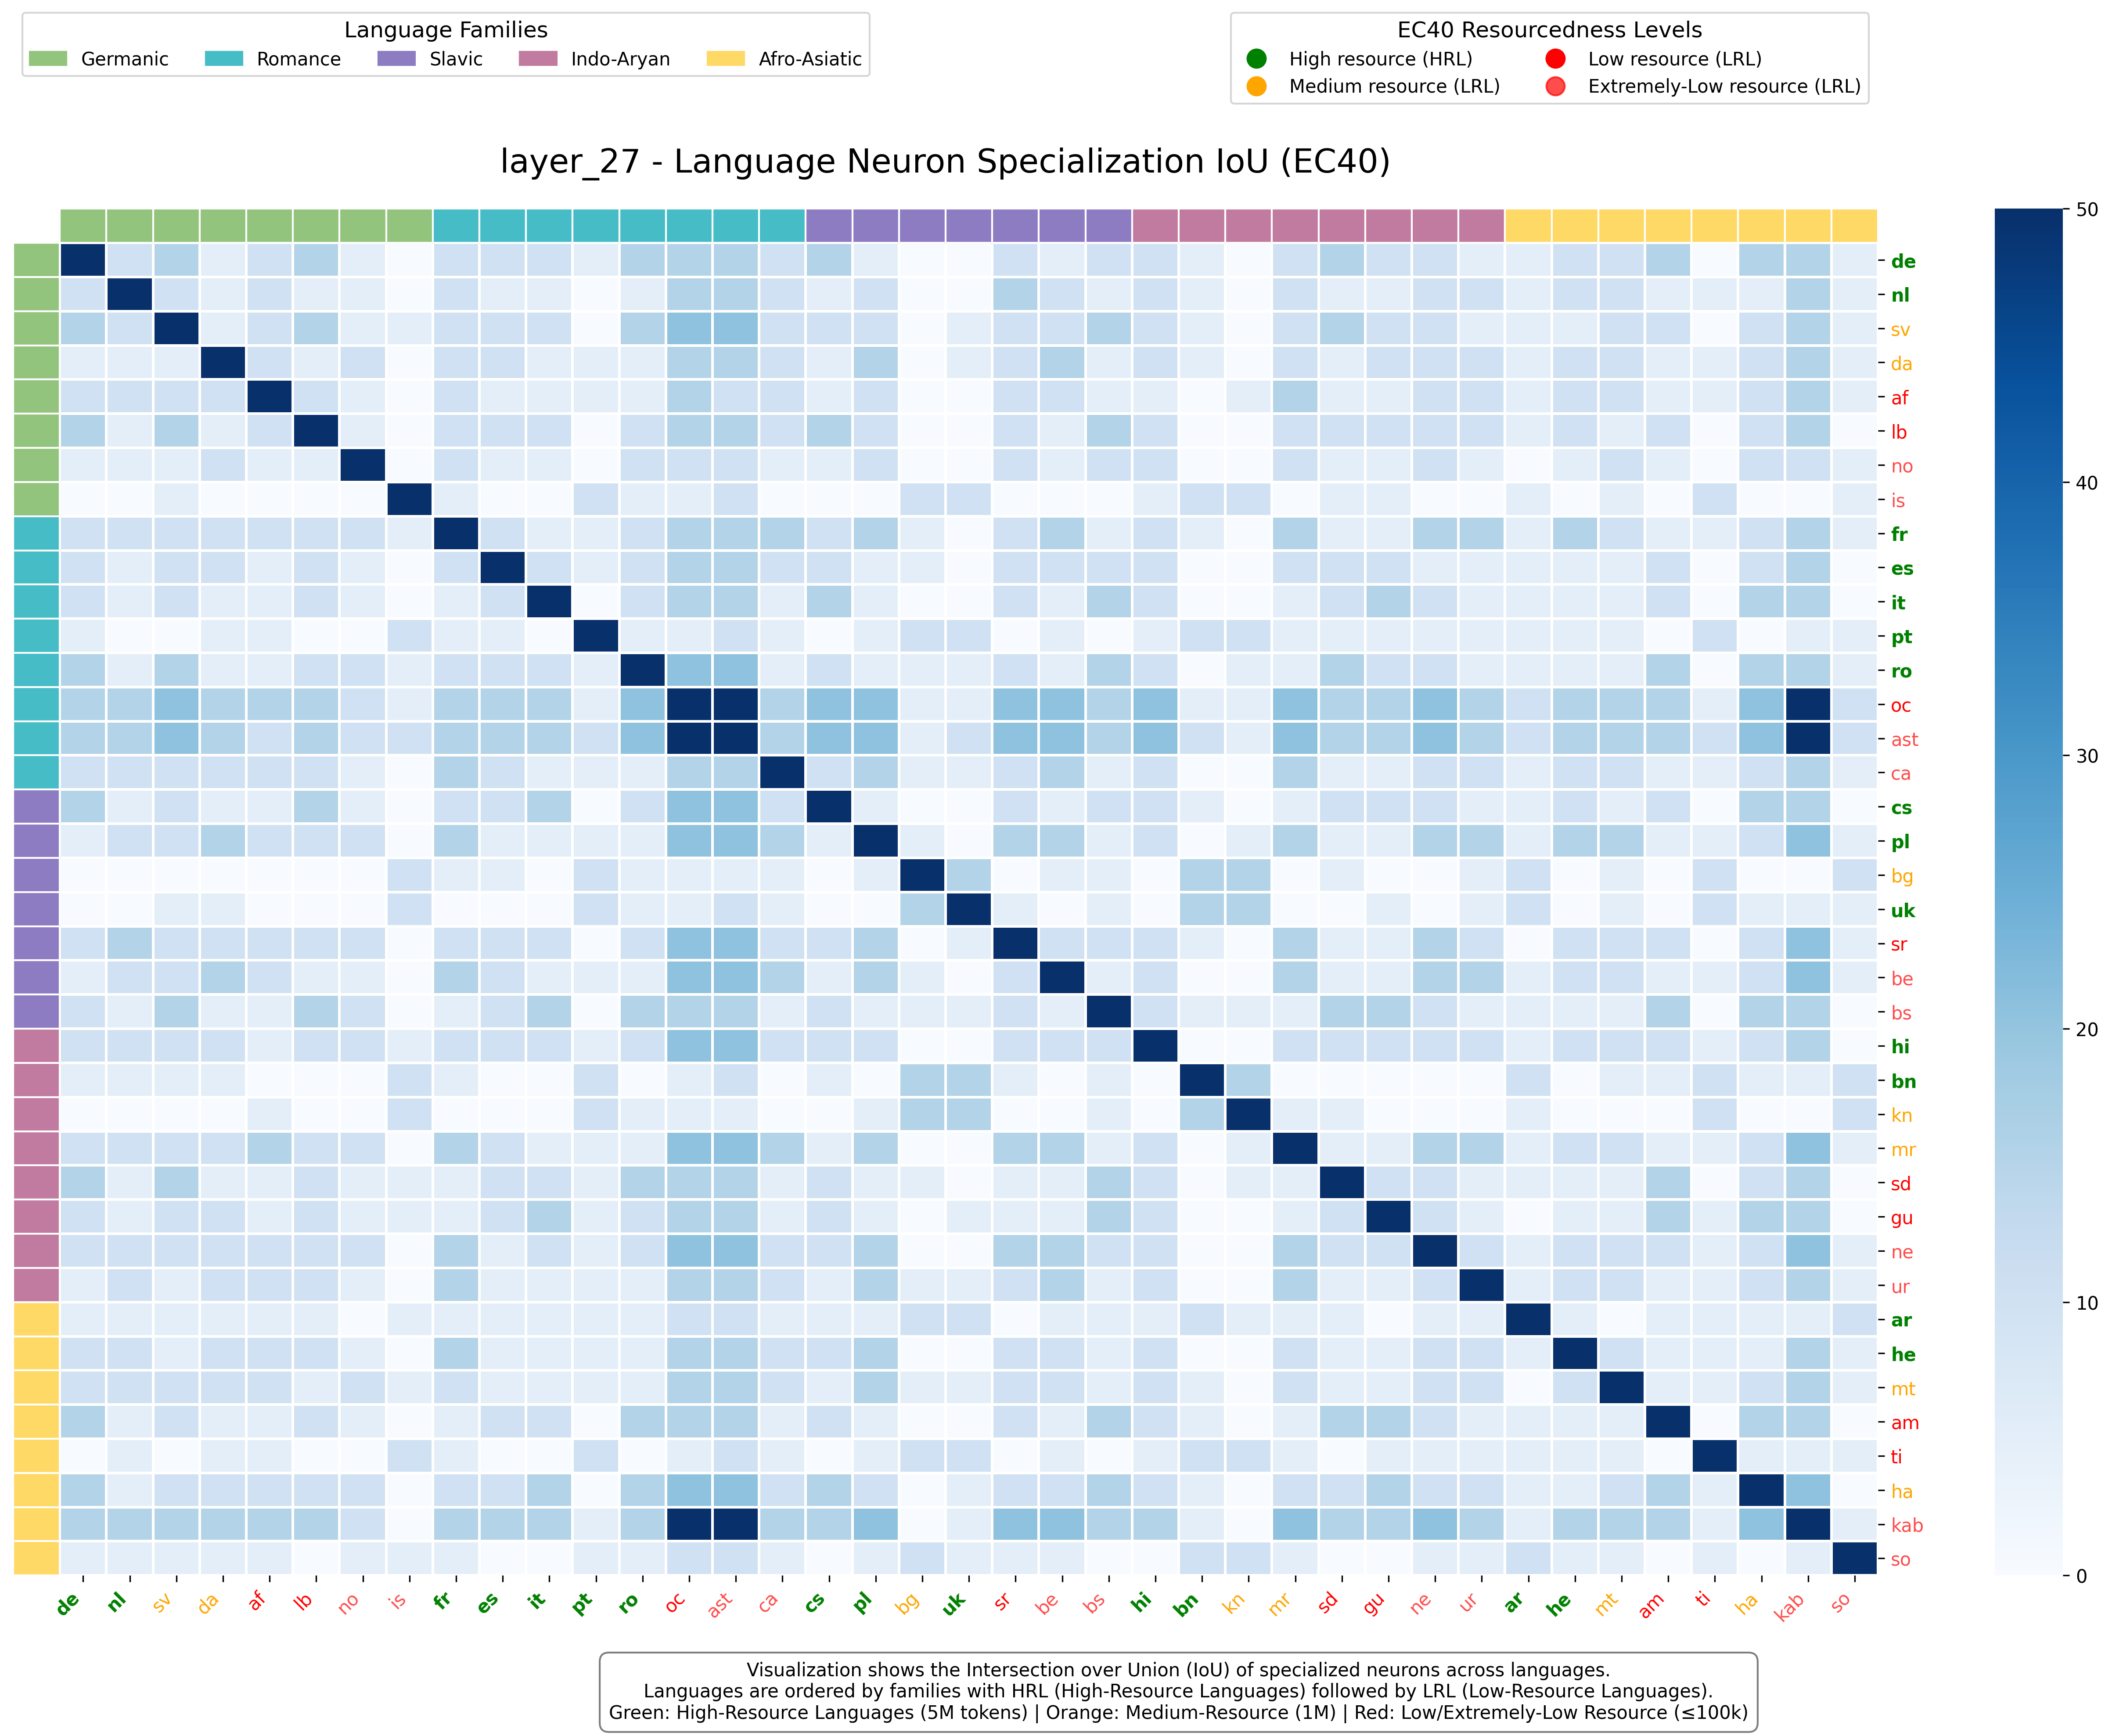 Language Families
Germanic Romance Slavic Indo-Aryan Afro-Asiatic
EC40 Resourcedness Levels
High resource (HRL) Low resource (LRL)
Medium resource (LRL) Extremely-Low resource (LRL)
layer_27 - Language Neuron Specialization IoU (EC40)
de
nl
sv
da
af
lb
no
is
fr
es
it
pt
ro
oc
ast
ca
cs
pl
bg
uk
sr
be
bs
hi
bn
kn
mr
sd
gu
ne
ur
ar
he
mt
am
ti
ha
kab
so
50
40
30
20
10
0
de nl sv da af lb no is fr es it pt ro oc ast ca cs pl bg uk sr be bs hi bn kn mr sd gu ne ur ar he mt am ti ha kab so
Visualization shows the Intersection over Union (IoU) of specialized neurons across languages.
Languages are ordered by families with HRL (High-Resource Languages) followed by LRL (Low-Resource Languages).
Green: High-Resource Languages (5M tokens) | Orange: Medium-Resource (1M) | Red: Low/Extremely-Low Resource (≤100k)